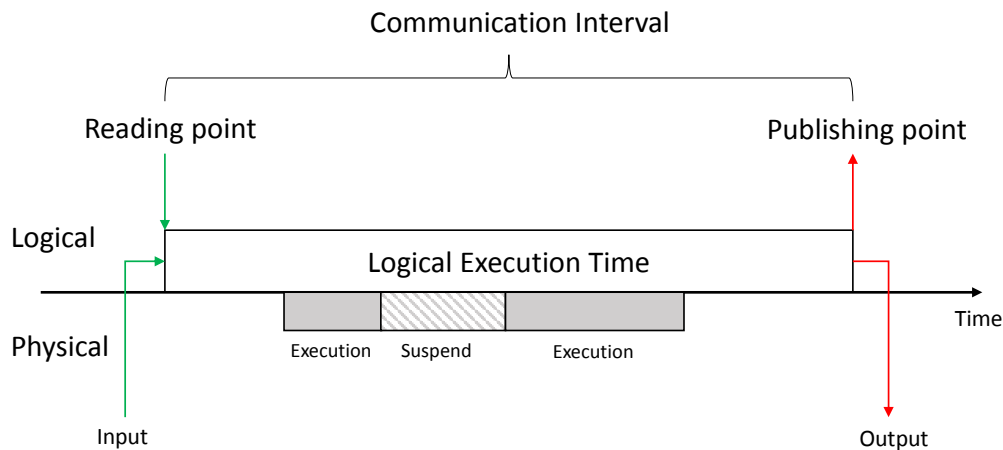 Communication Interval
Reading point
Publishing point
Logical
Logical Execution Time
Time
Physical
Execution
Suspend
Execution
Input
Output